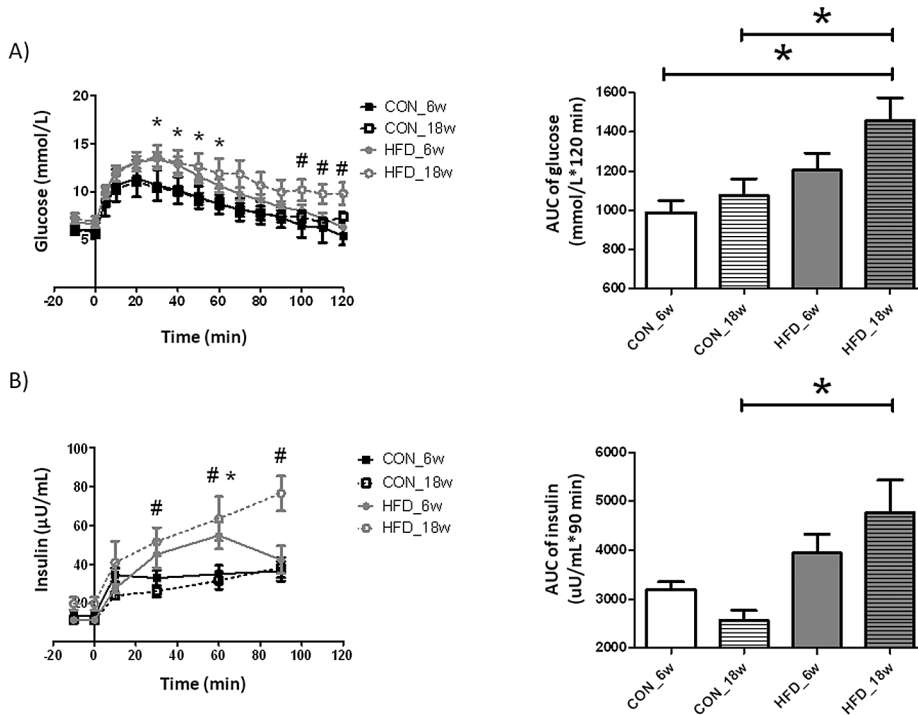 A)
Glucose (mmol/L)
20
15
10
5
* * * *
# # #
-20 0 20 40 60 80 100 120
Time (min)
CON_6w
CON_18w
HFD_6w
HFD_18w
*
*
AUC of glucose
(mmol/L*120 min)
1600
1400
1200
1000
800
600
CON_6w
CON_18w
HFD_6w
HFD_18w
B)
Insulin (μU/mL)
100
80
60
40
20
#
# *
#
-20 0 20 40 60 80 100 120
Time (min)
CON_6w
CON_18w
HFD_6w
HFD_18w
*
AUC of insulin
(uU/mL*90 min)
6000
5000
4000
3000
2000
CON_6w
CON_18w
HFD_6w
HFD_18w